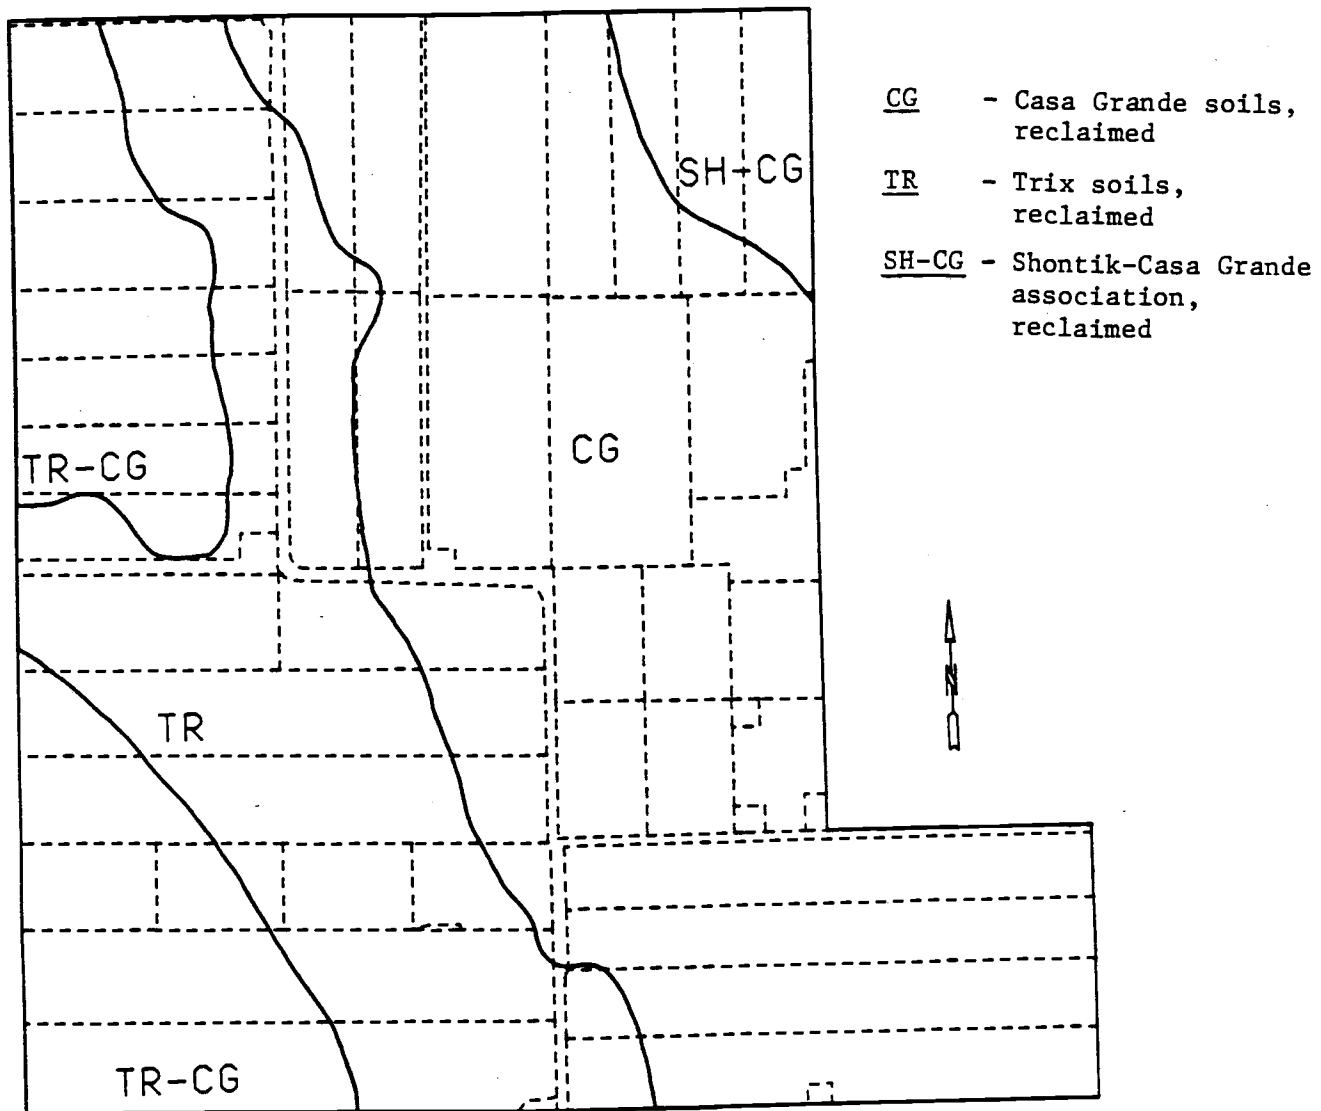 CG - Casa Grande soils,
reclaimed
TR - Trix soils,
reclaimed
SH-CG - Shontik-Casa Grande
association,
reclaimed
SH-CG
CG
TR-CG
N
TR
TR-CG